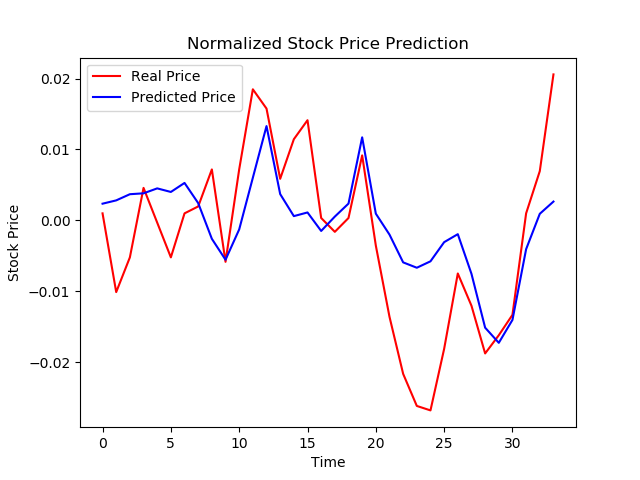 Normalized Stock Price Prediction
Real Price
Predicted Price
0.02
0.01
0.00
−0.01
−0.02
Stock Price
0 5 10 15 20 25 30
Time